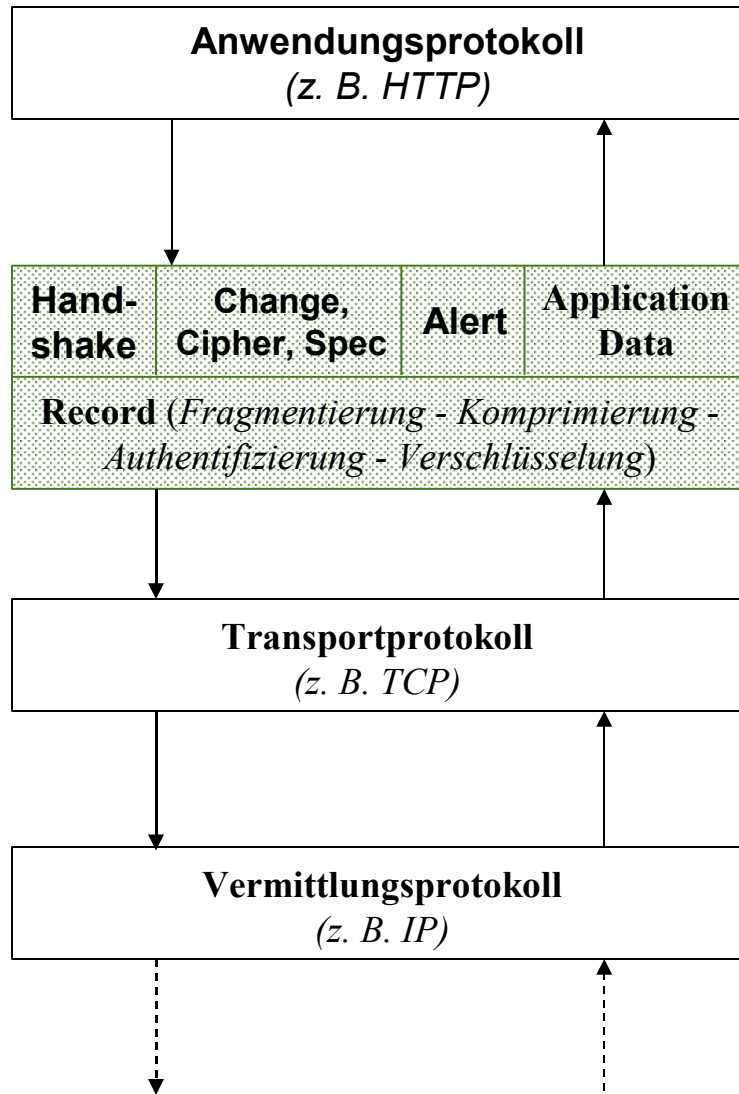 Anwendungsprotokoll
(z. B. HTTP)
Hand-
shake
Change,
Cipher, Spec
Alert
Application
Data
Record (Fragmentierung - Komprimierung -
Authentifizierung - Verschlüsselung)
Transportprotokoll
(z. B. TCP)
Vermittlungsprotokoll
(z. B. IP)